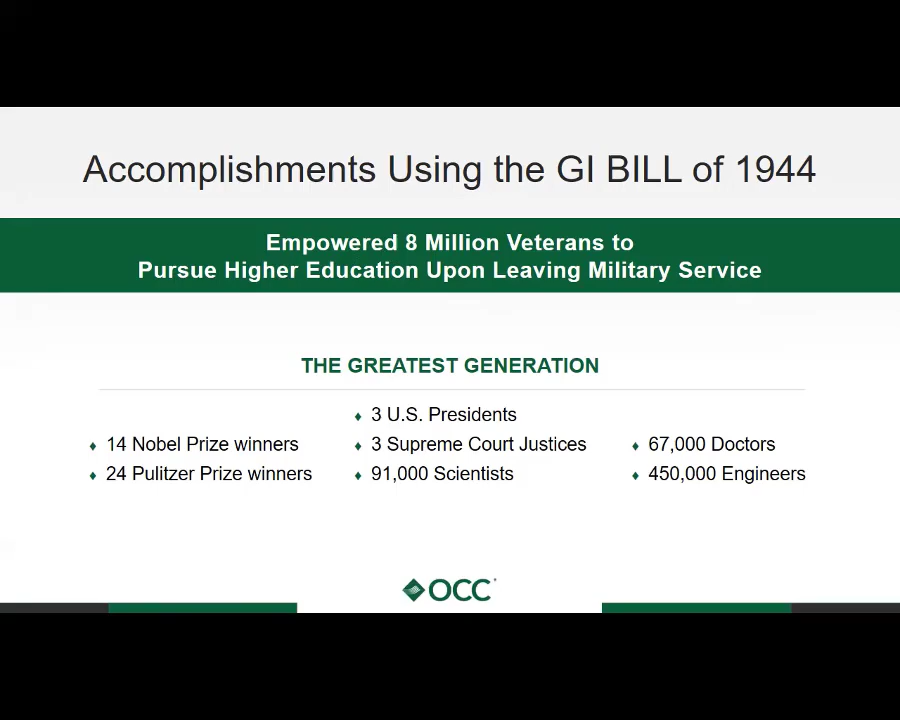 Accomplishments Using the GI BILL of 1944
Empowered 8 Million Veterans to
Pursue Higher Education Upon Leaving Military Service
THE GREATEST GENERATION
♦ 14 Nobel Prize winners
♦ 24 Pulitzer Prize winners
♦ 3 U.S. Presidents
♦ 3 Supreme Court Justices
♦ 91,000 Scientists
♦ 67,000 Doctors
♦ 450,000 Engineers
OCC